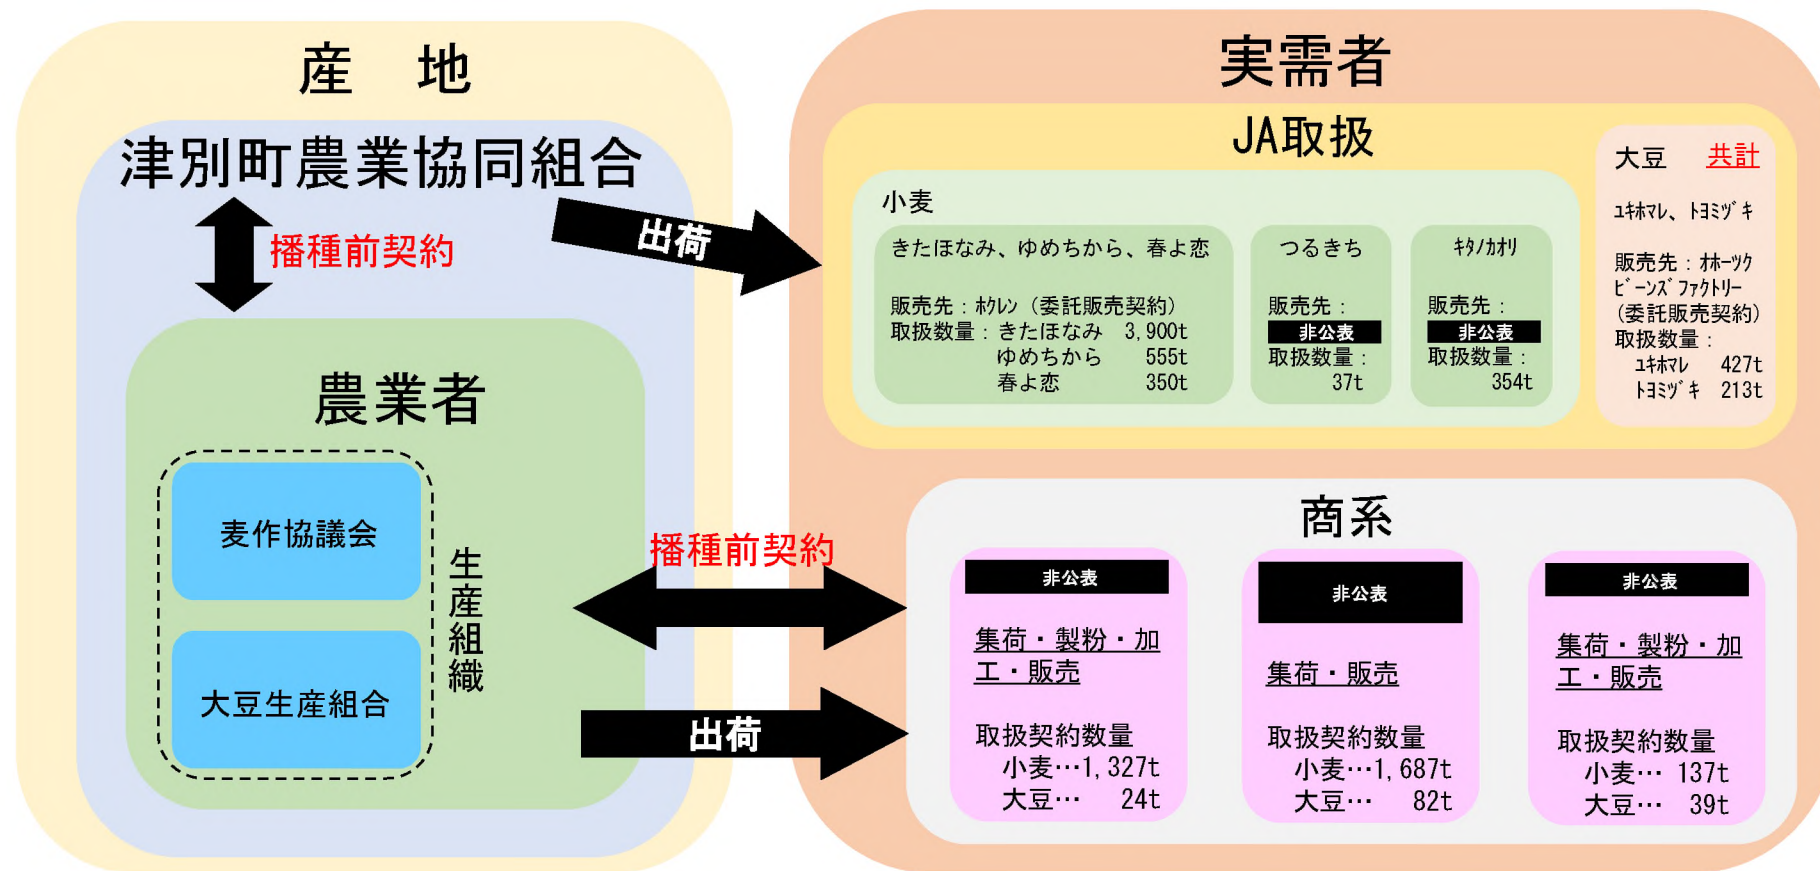 産　地
津別町農業協同組合
播種前契約
出荷
農業者
麦作協議会
大豆生産組合
生産組織
播種前契約
出荷
実需者
JA取扱
小麦
きたほなみ、ゆめちから、春よ恋
販売先：ﾎｸﾚﾝ（委託販売契約）
取扱数量：きたほなみ　3,900t
ゆめちから　555t
春よ恋　350t
つるきち
販売先：
非公表
取扱数量：
37t
ｷﾀﾉｶｵﾘ
販売先：
非公表
取扱数量：
354t
大豆　共計
ﾕｷﾎﾏﾚ、ﾄﾖﾐﾂﾞｷ
販売先：ｵﾎｰﾂｸ
ﾋﾞｰﾝｽﾞﾌｧｸﾄﾘｰ
（委託販売契約）
取扱数量：
ﾕｷﾎﾏﾚ　427t
ﾄﾖﾐﾂﾞｷ　213t
商系
非公表
集荷・製粉・加
工・販売
取扱契約数量
小麦…1,327t
大豆…　24t
非公表
集荷・販売
取扱契約数量
小麦…1,687t
大豆…　82t
非公表
集荷・製粉・加
工・販売
取扱契約数量
小麦… 137t
大豆…　39t